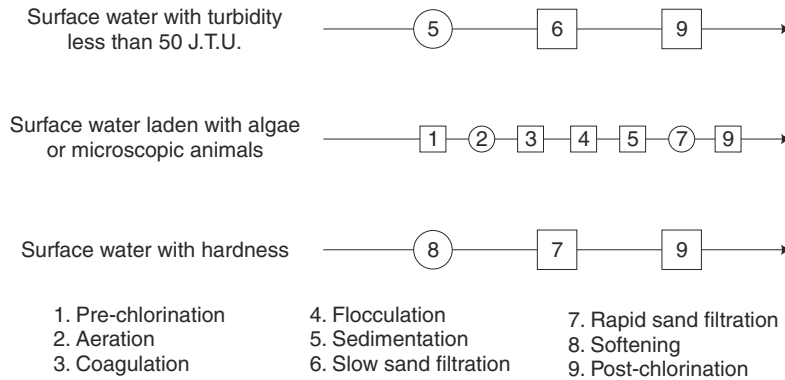 Surface water with turbidity
less than 50 J.T.U.
5 6 9
Surface water laden with algae
or microscopic animals
1 2 3 4 5 7 9
Surface water with hardness
8 7 9
1. Pre-chlorination
2. Aeration
3. Coagulation
4. Flocculation
5. Sedimentation
6. Slow sand filtration
7. Rapid sand filtration
8. Softening
9. Post-chlorination